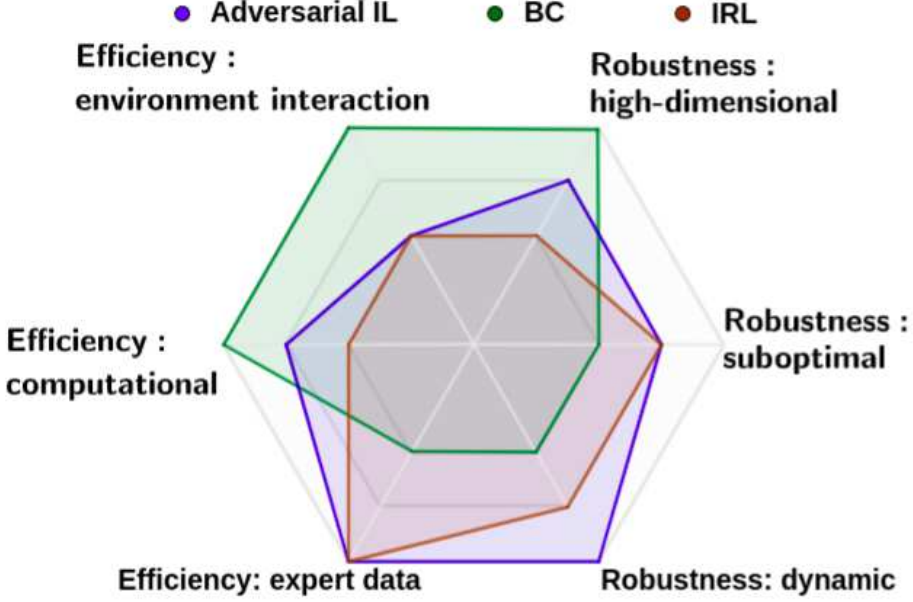 Adversarial IL BC IRL
Efficiency :
environment interaction
Robustness :
high-dimensional
Efficiency :
computational
Robustness :
suboptimal
Efficiency: expert data
Robustness: dynamic